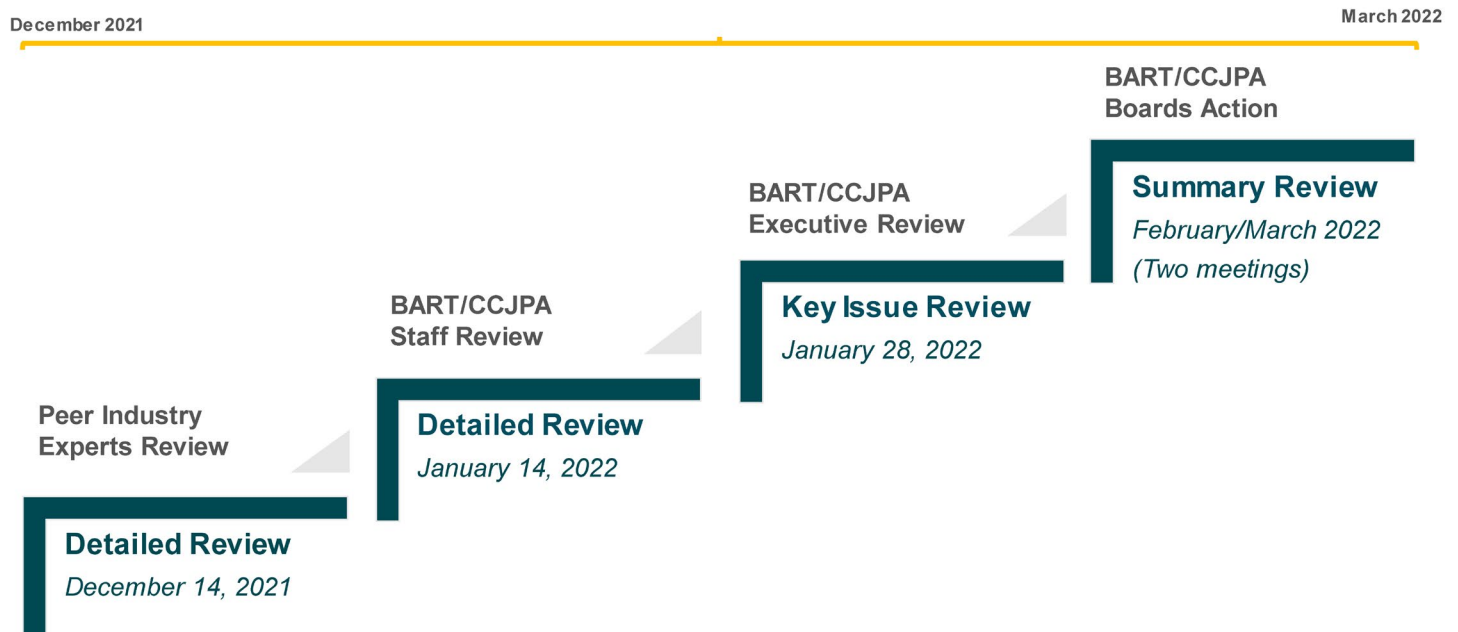 December 2021
March 2022
BART/CCJPA
Boards Action
Summary Review
February/March 2022
(Two meetings)
BART/CCJPA
Executive Review
Key Issue Review
January 28, 2022
BART/CCJPA
Staff Review
Detailed Review
January 14, 2022
Peer Industry
Experts Review
Detailed Review
December 14, 2021